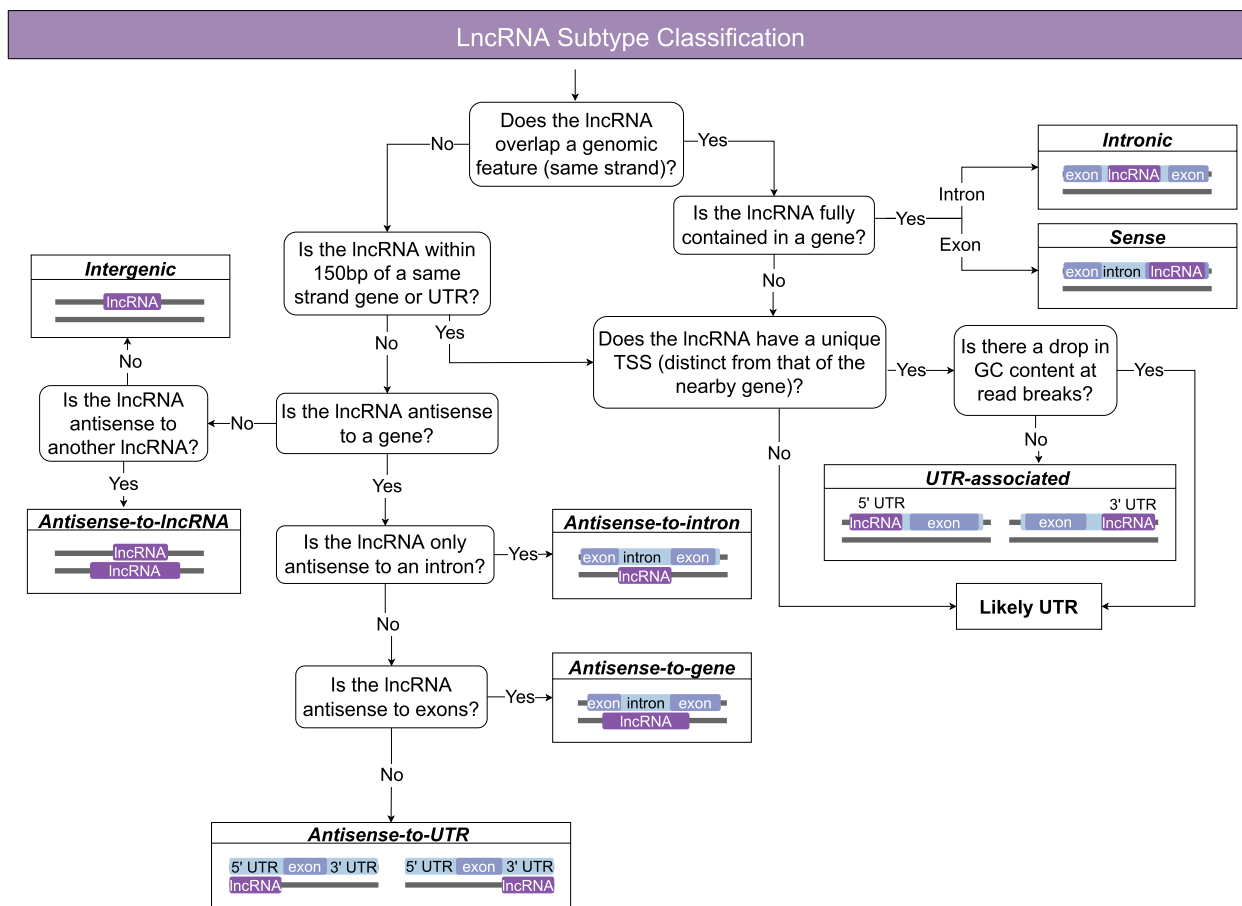 LncRNA Subtype Classification
Does the lncRNA
overlap a genomic
feature (same strand)?
No
Yes
Is the lncRNA fully
contained in a gene?
Yes
Intron
Exon
Intronic
exon lncRNA exon
Sense
exon intron lncRNA
No
Is the lncRNA within
150bp of a same
strand gene or UTR?
No
Yes
Does the lncRNA have a unique
TSS (distinct from that of the
nearby gene)?
Yes
No
Is there a drop in
GC content at
read breaks?
Yes
No
UTR-associated
5' UTR
3' UTR
lncRNA exon
exon lncRNA
Likely UTR
Is the lncRNA antisense
to a gene?
No
Yes
Is the lncRNA
antisense to
another lncRNA?
No
Yes
Intergenic
lncRNA
Antisense-to-lncRNA
lncRNA
lncRNA
Is the lncRNA only
antisense to an intron?
Yes
No
Antisense-to-intron
exon intron exon
lncRNA
Is the lncRNA
antisense to exons?
Yes
No
Antisense-to-gene
exon intron exon
lncRNA
Antisense-to-UTR
5' UTR exon 3' UTR
lncRNA
5' UTR exon 3' UTR
lncRNA